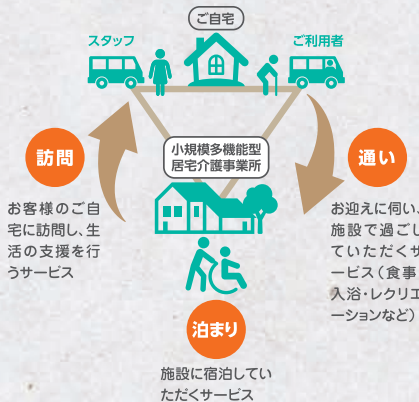 ご自宅
スタッフ
ご利用者
小規模多機能型
居宅介護事業所
訪問
お客様のご自
宅に訪問し、生
活の支援を行
うサービス
通い
お迎えに伺い、
施設で過ごし
ていただくサ
ービス（食事
入浴・レクリエ
ーションなど）
泊まり
施設に宿泊してい
ただくサービス